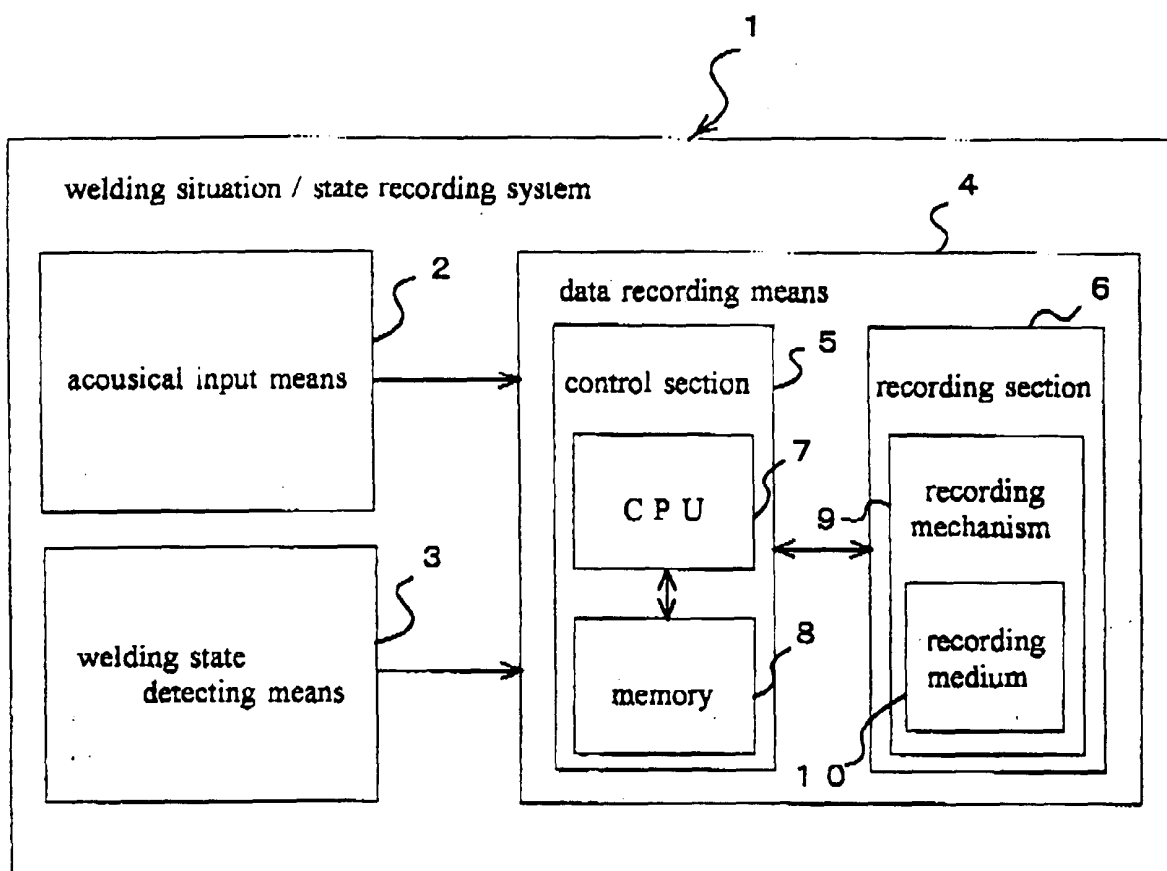 1
welding situation / state recording system
4
2
data recording means
6
acousical input means
5
control section
recording section
7
CPU
9
recording
mechanism
3
welding state
detecting means
8
memory
recording
medium
10